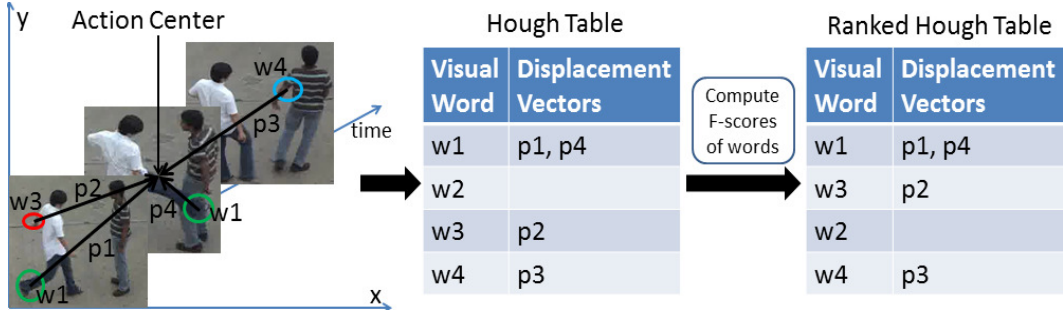 y
Action Center
w4
p3
time
w3
p2
p4
w1
p1
w1
x
Hough Table
Visual Word
Displacement Vectors
w1
p1, p4
w2
w3
p2
w4
p3
Compute
F-scores
of words
Ranked Hough Table
Visual Word
Displacement Vectors
w1
p1, p4
w3
p2
w2
w4
p3